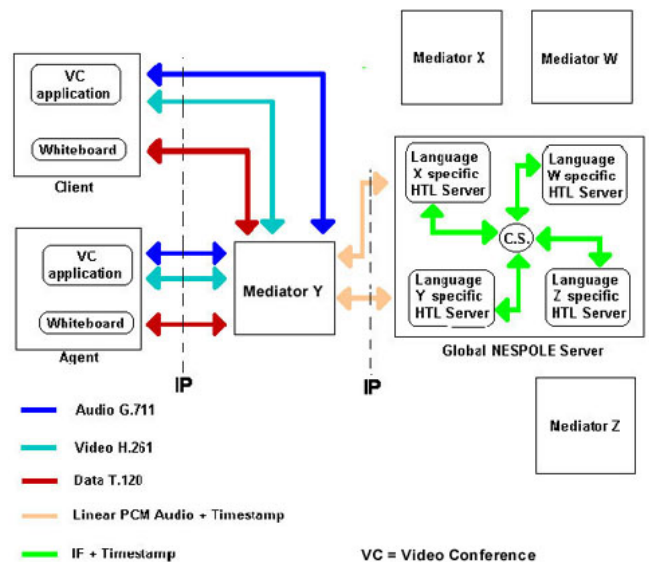 Mediator X
Mediator W
VC
application
Whiteboard
Client
Language
X specific
HTL Server
Language
W specific
HTL Server
C.S.
VC
application
Whiteboard
Agent
Mediator Y
Language
Y specific
HTL Server
Language
Z specific
HTL Server
Global NESPOLE Server
IP
IP
Mediator Z
Audio G.711
Video H.261
Data T.120
Linear PCM Audio + Timestamp
IF + Timestamp
VC = Video Conference